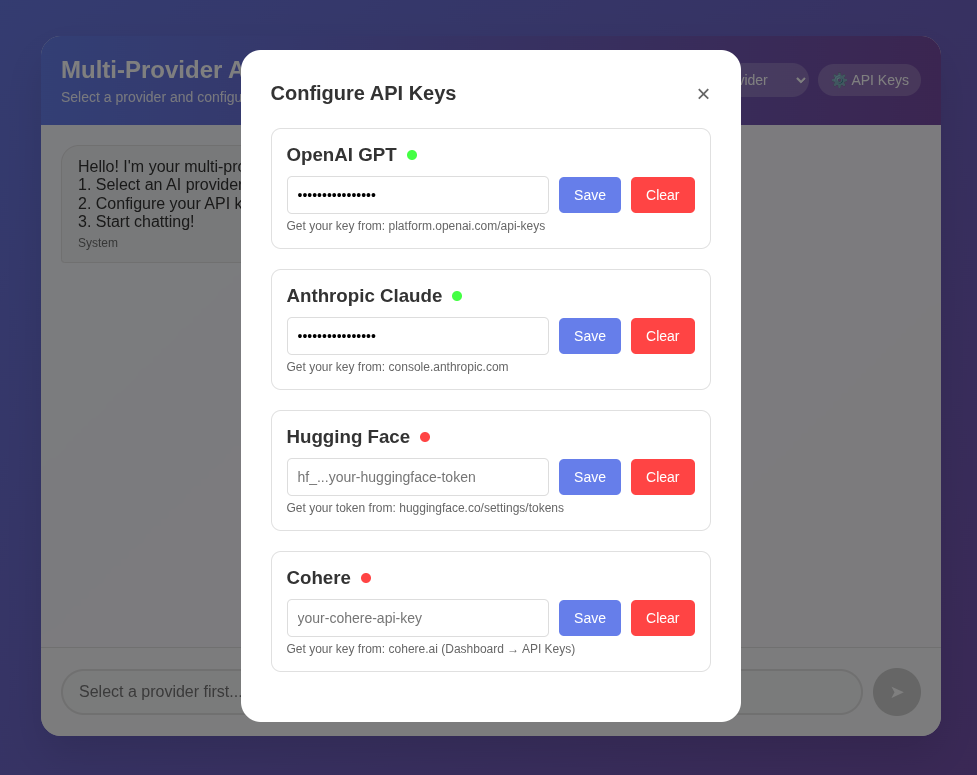 Multi-Provider A
Select a provider and configu
vider
API Keys
Hello! I'm your multi-pro
1. Select an AI provider
2. Configure your API k
3. Start chatting!
System
Select a provider first...
Configure API Keys
×
OpenAI GPT
••••••••••••••••
Save
Clear
Get your key from: platform.openai.com/api-keys
Anthropic Claude
••••••••••••••••
Save
Clear
Get your key from: console.anthropic.com
Hugging Face
hf_...your-huggingface-token
Save
Clear
Get your token from: huggingface.co/settings/tokens
Cohere
your-cohere-api-key
Save
Clear
Get your key from: cohere.ai (Dashboard → API Keys)